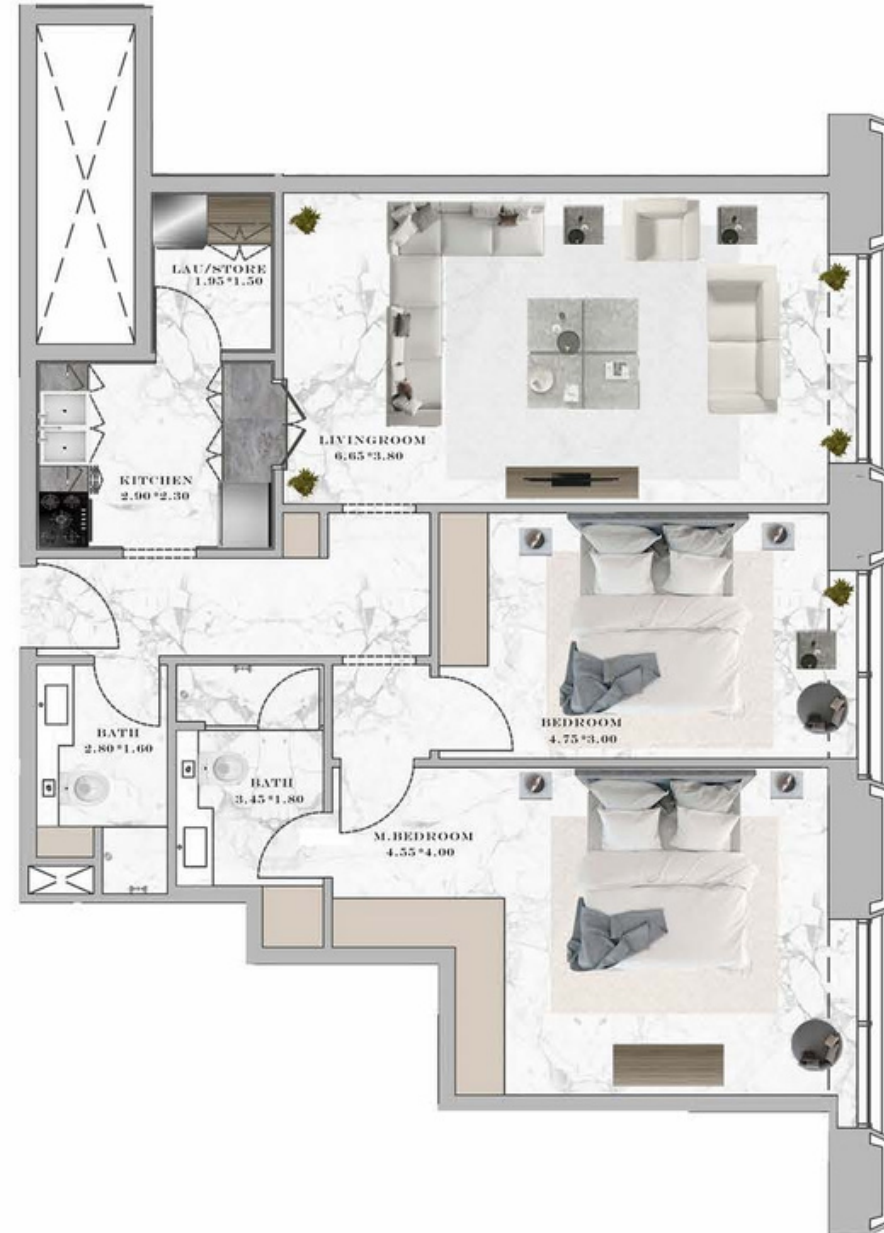 LAU/STORE
1.95*1.50
LIVINGROOM
6.65*3.80
KITCHEN
2.90*2.30
BEDROOM
4.75*3.00
BATH
2.80*1.60
BATH
3.45*1.80
M.BEDROOM
4.55*4.00